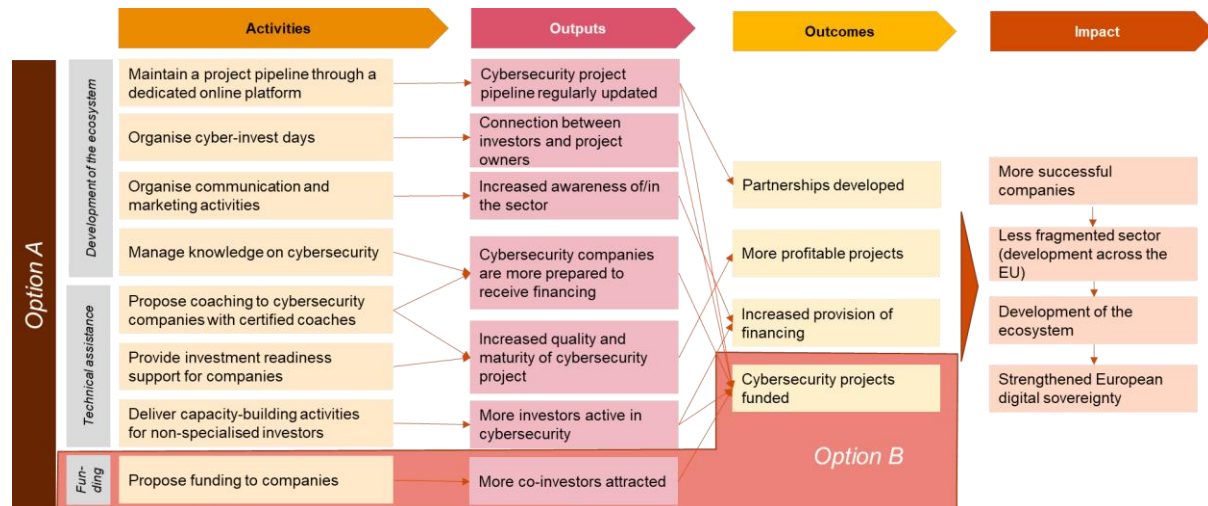 Activities
Outputs
Outcomes
Impact
Option A
Development of the ecosystem
Maintain a project pipeline through a
dedicated online platform
Organise cyber-invest days
Organise communication and
marketing activities
Manage knowledge on cybersecurity
Technical assistance
Propose coaching to cybersecurity
companies with certified coaches
Provide investment readiness
support for companies
Deliver capacity-building activities
for non-specialised investors
Fun-
ding
Propose funding to companies
Cybersecurity project
pipeline regularly updated
Connection between
investors and project
owners
Increased awareness of/in
the sector
Cybersecurity companies
are more prepared to
receive financing
Increased quality and
maturity of cybersecurity
project
More investors active in
cybersecurity
More co-investors attracted
Partnerships developed
More profitable projects
Increased provision of
financing
Cybersecurity projects
funded
Option B
More successful
companies
Less fragmented sector
(development across the
EU)
Development of the
ecosystem
Strengthened European
digital sovereignty